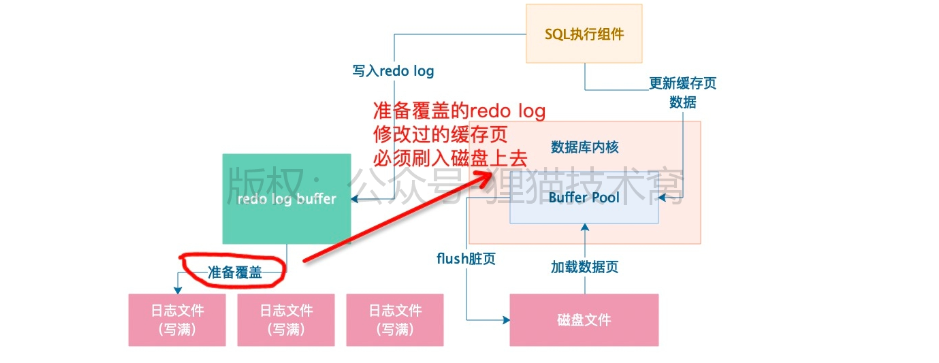 SQL执行组件
写入redo log
更新缓存页
数据
准备覆盖的redo log
修改过的缓存页
必须刷入磁盘上去
数据库内核
版权：公众号 狸猫技术窝
redo log buffer
Buffer Pool
flush脏页
加载数据页
准备覆盖
日志文件
（写满）
日志文件
（写满）
日志文件
（写满）
磁盘文件